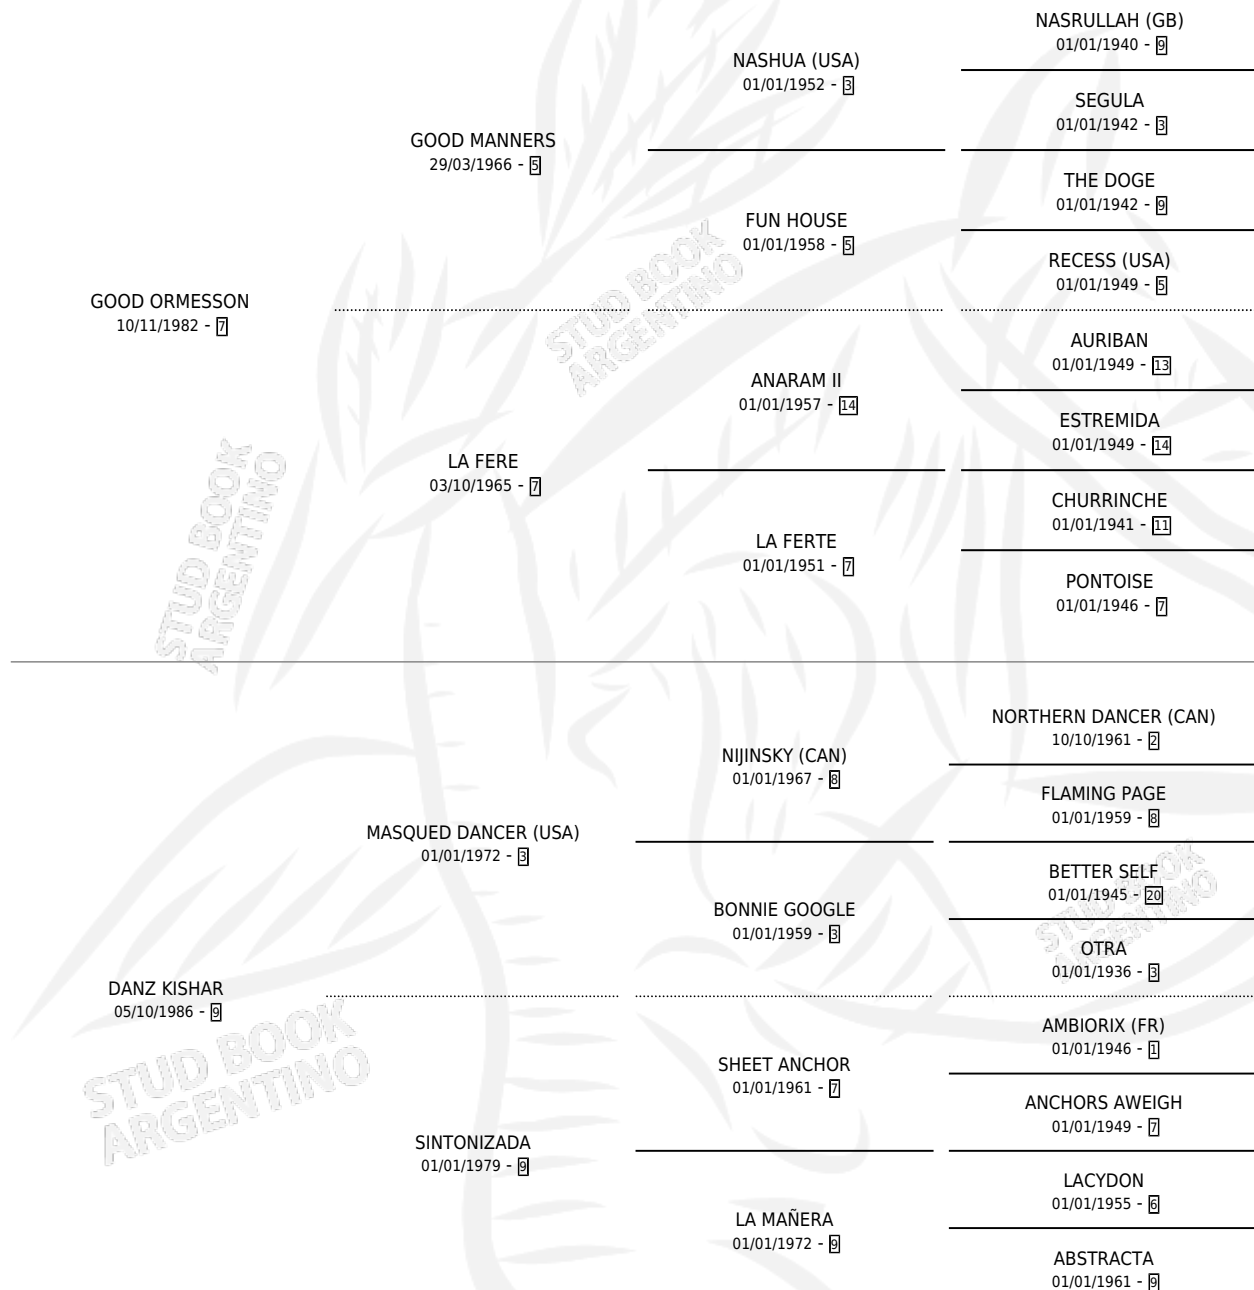 NASRULLAH (GB)
01/01/1940 - 9
NASHUA (USA)
01/01/1952 - 3
SEGULA
01/01/1942 - 3
GOOD MANNERS
29/03/1966 - 5
THE DOGE
01/01/1942 - 9
FUN HOUSE
01/01/1958 - 5
RECESS (USA)
01/01/1949 - 5
GOOD ORMESSON
10/11/1982 - 7
STUD BOOK
ARGENTINO
AURIBAN
01/01/1949 - 13
ANARAM II
01/01/1957 - 14
ESTREMIDA
01/01/1949 - 14
LA FERE
03/10/1965 - 7
CHURRINCHE
01/01/1941 - 11
LA FERTE
01/01/1951 - 7
PONTOISE
01/01/1946 - 7
STUD BOOK
ARGENTINO
NORTHERN DANCER (CAN)
10/10/1961 - 2
NIJINSKY (CAN)
01/01/1967 - 8
FLAMING PAGE
01/01/1959 - 8
MASQUED DANCER (USA)
01/01/1972 - 3
BETTER SELF
01/01/1945 - 20
BONNIE GOOGLE
01/01/1959 - 3
OTRA
01/01/1936 - 3
STUD BOOK
ARGENTINO
DANZ KISHAR
05/10/1986 - 9
AMBIORIX (FR)
01/01/1946 - 1
SHEET ANCHOR
01/01/1961 - 7
ANCHORS AWEIGH
01/01/1949 - 7
STUD BOOK
ARGENTINO
SINTONIZADA
01/01/1979 - 9
LACYDON
01/01/1955 - 6
LA MAÑERA
01/01/1972 - 9
ABSTRACTA
01/01/1961 - 9